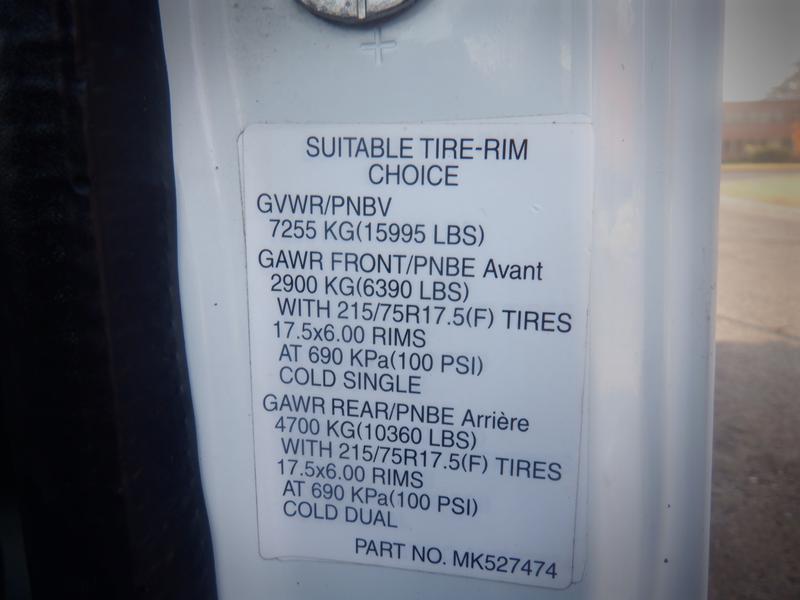 SUITABLE TIRE-RIM
CHOICE
GVWR/PNBV
7255 KG(15995 LBS)
GAWR FRONT/PNBE Avant
2900 KG(6390 LBS)
WITH 215/75R17.5(F) TIRES
17.5x6.00 RIMS
AT 690 KPa(100 PSI)
COLD SINGLE
GAWR REAR/PNBE Arrière
4700 KG(10360 LBS)
WITH 215/75R17.5(F) TIRES
17.5x6.00 RIMS
AT 690 KPa(100 PSI)
COLD DUAL
PART NO. MK527474